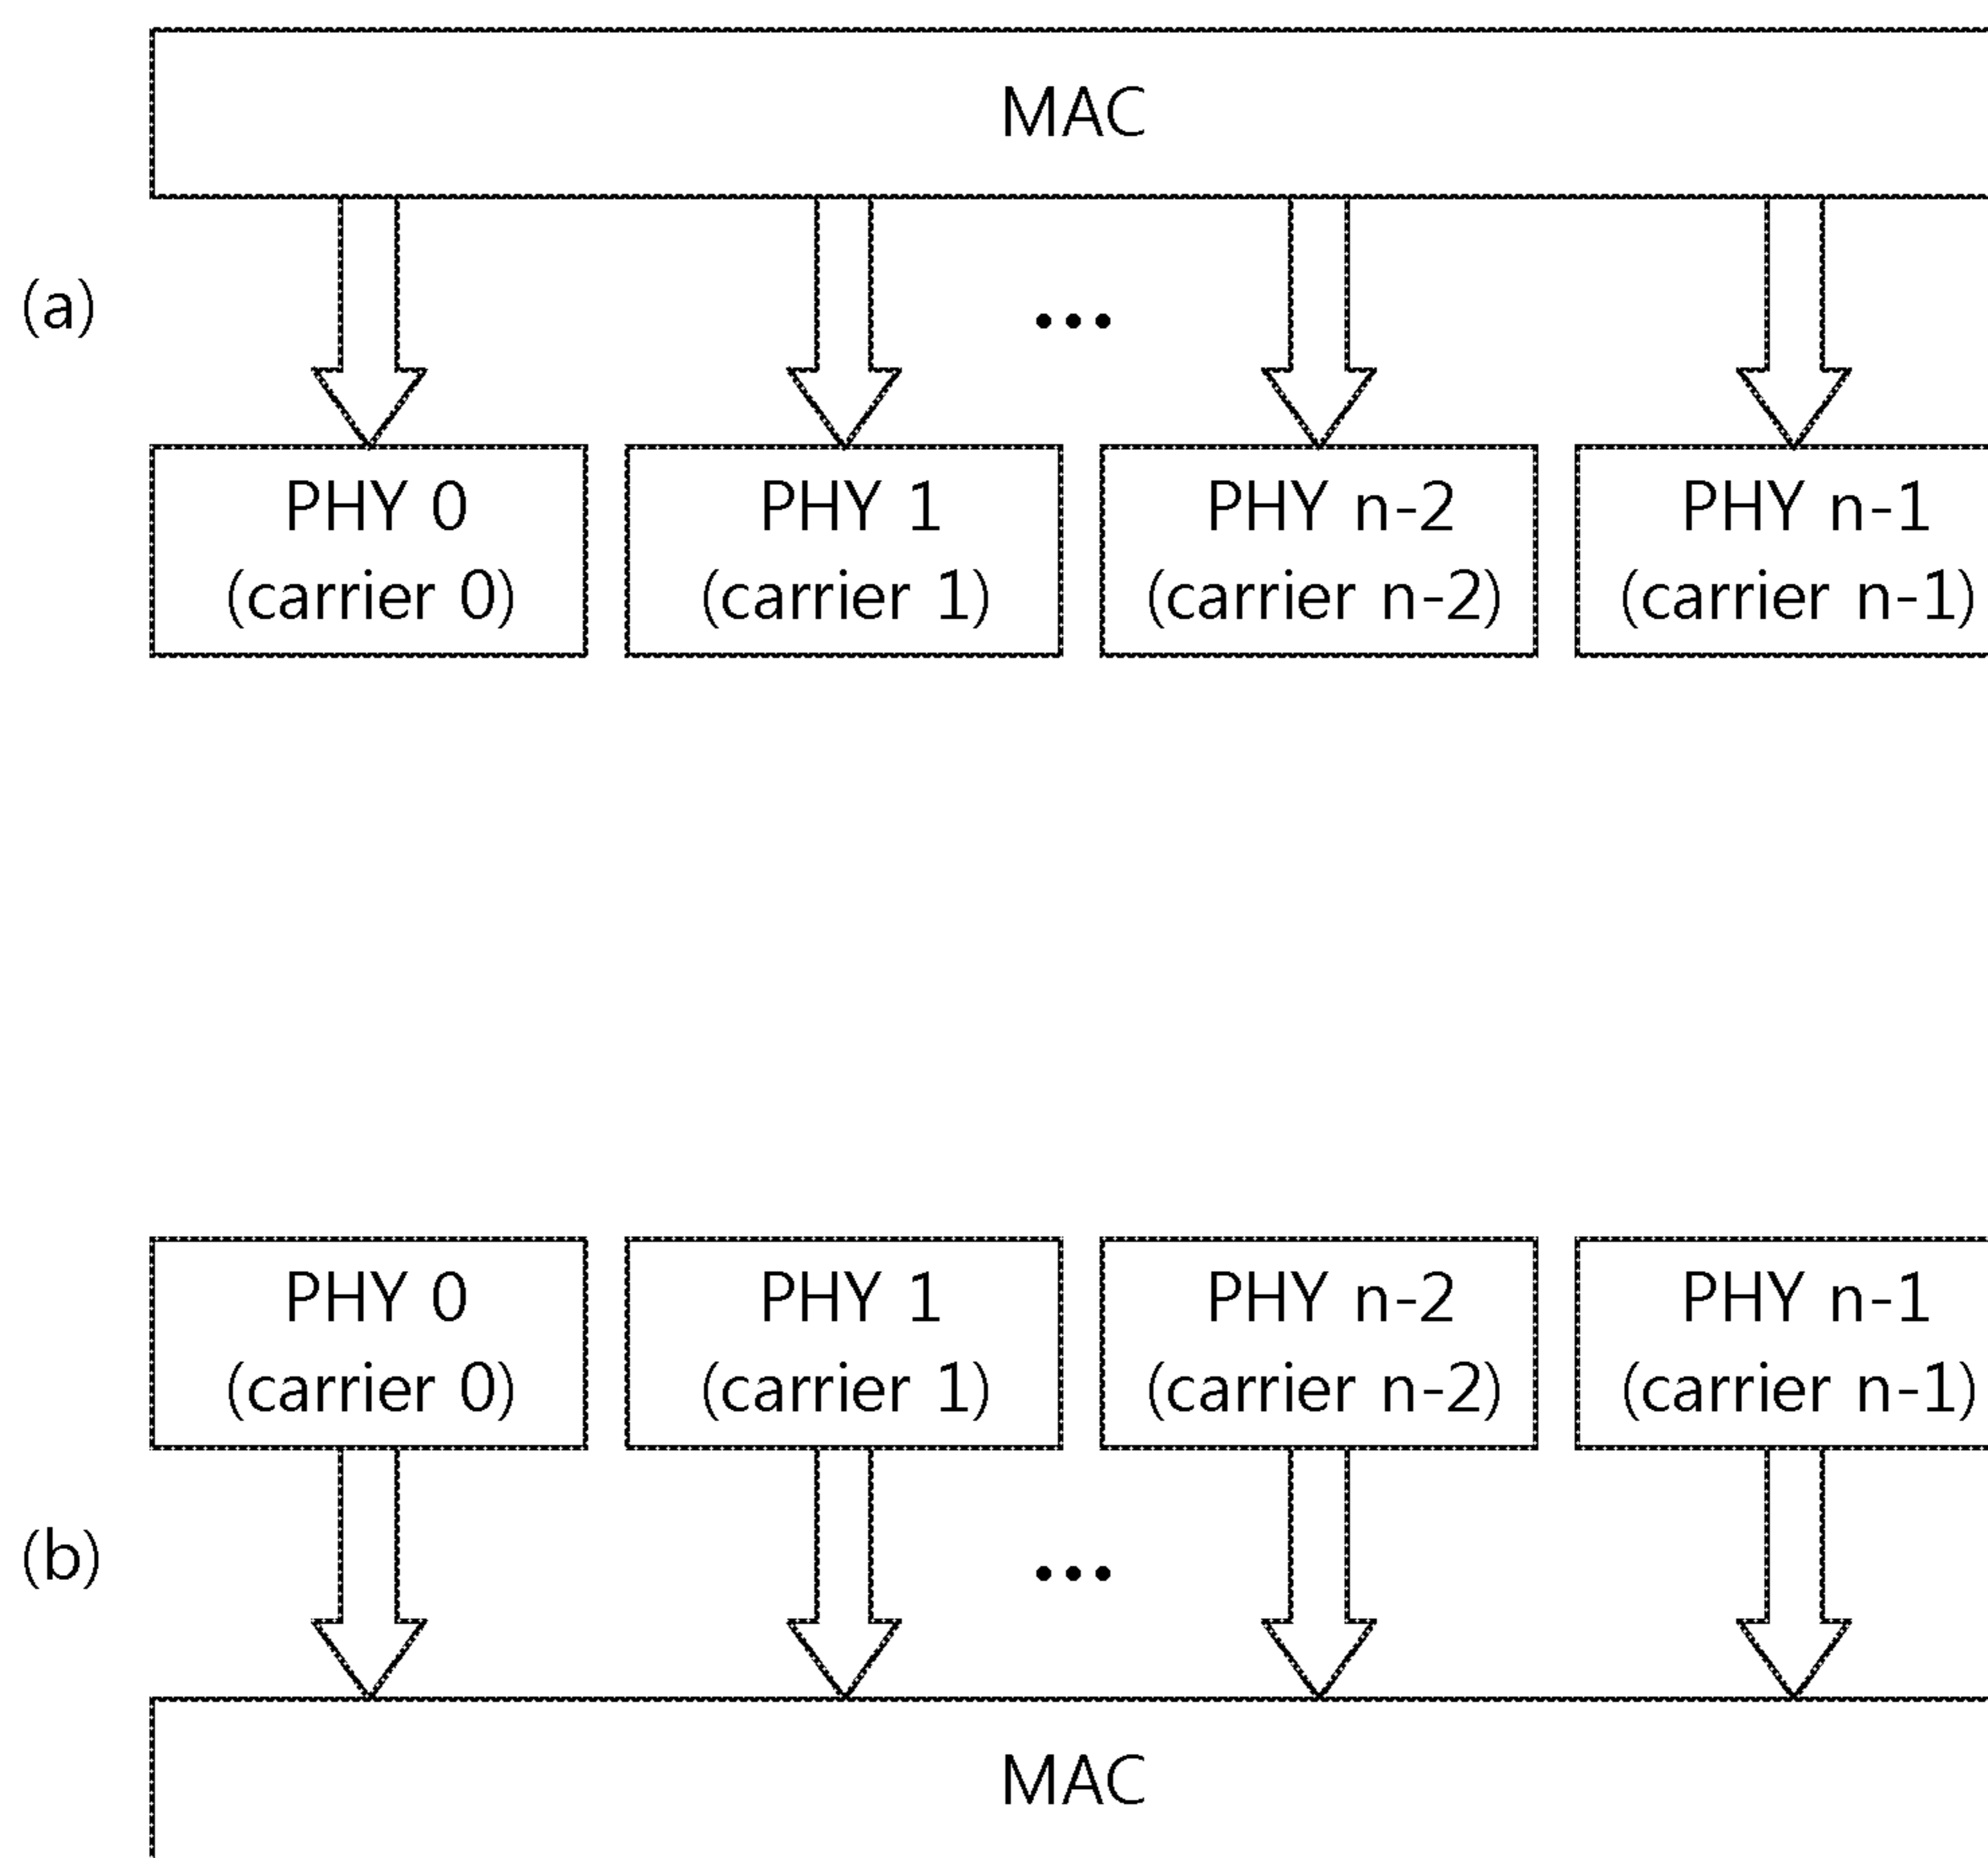 MAC
(a)
...
PHY 0
(carrier 0)
PHY 1
(carrier 1)
PHY n-2
(carrier n-2)
PHY n-1
(carrier n-1)
PHY 0
(carrier 0)
PHY 1
(carrier 1)
PHY n-2
(carrier n-2)
PHY n-1
(carrier n-1)
(b)
...
MAC